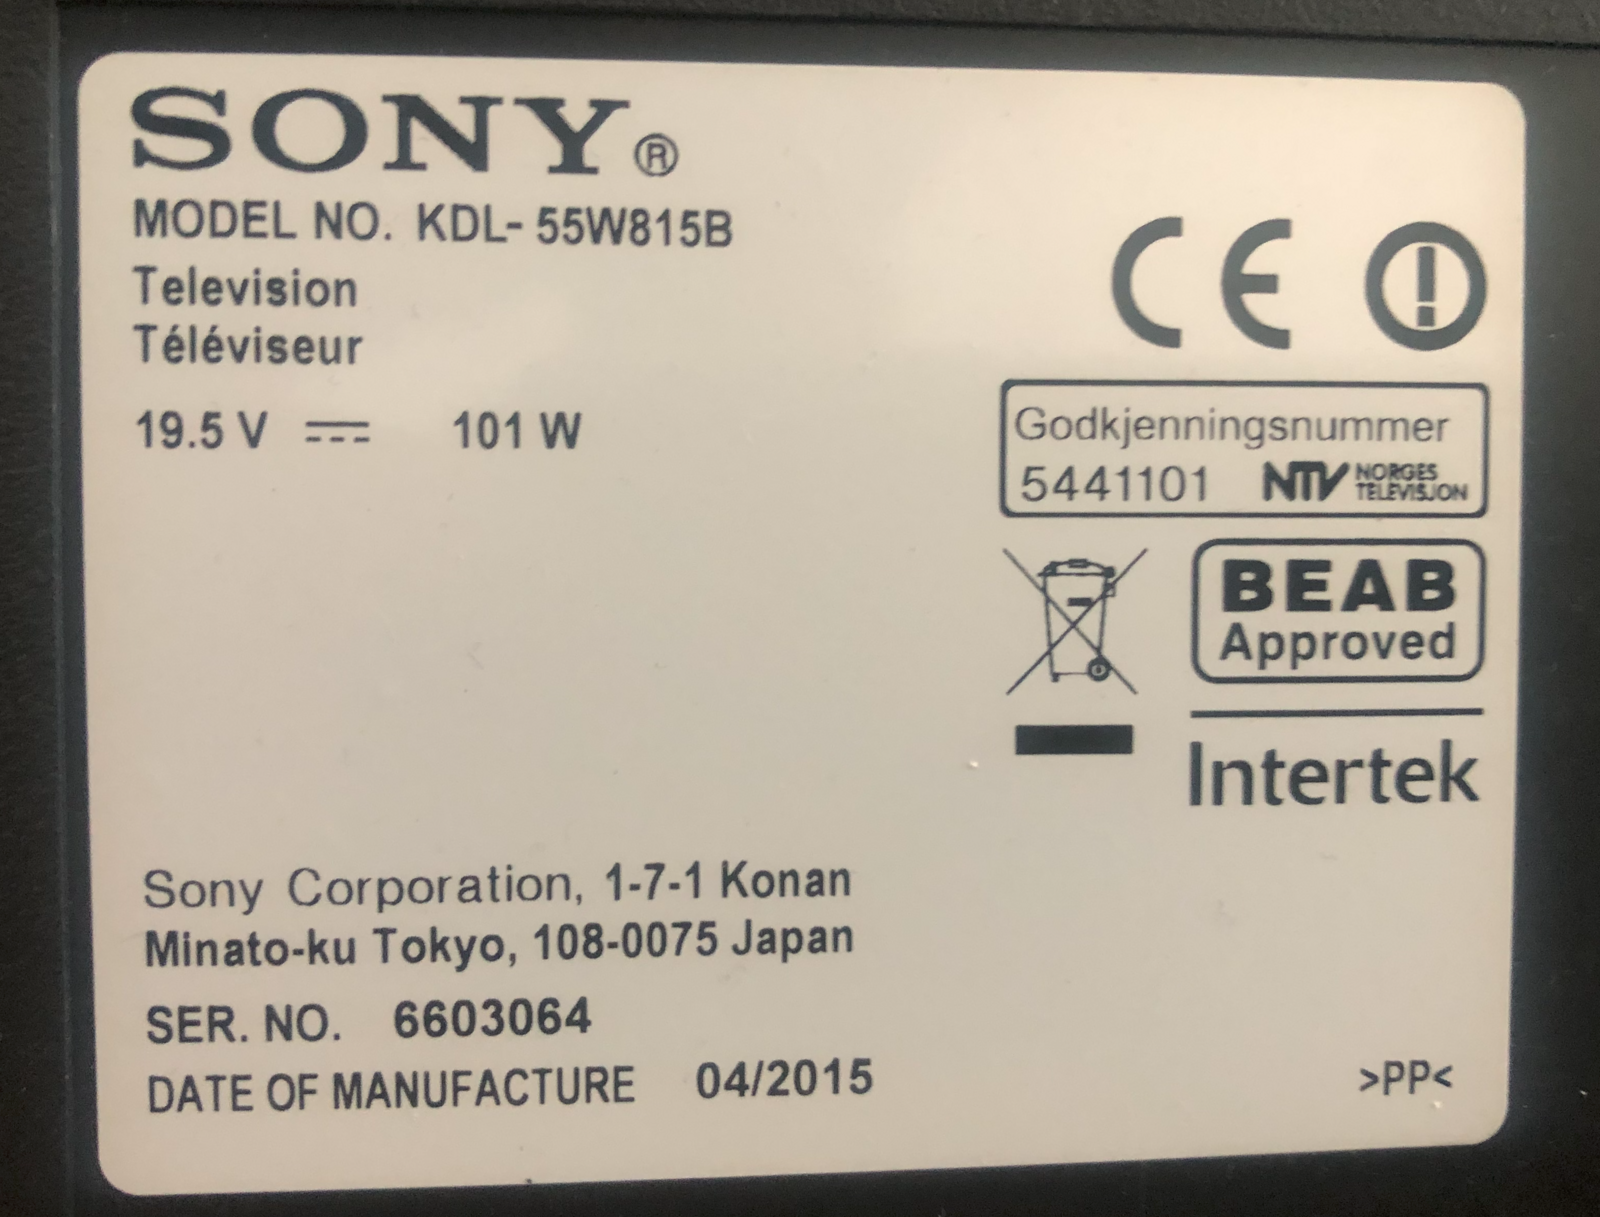 SONY®
MODEL NO. KDL- 55W815B
Television
Téléviseur
19.5 V ⎓ 101 W
CE
Godkjenningsnummer
5441101 NTV NORGES
TELEVISJON
BEAB
Approved
Intertek
Sony Corporation, 1-7-1 Konan
Minato-ku Tokyo, 108-0075 Japan
SER. NO. 6603064
DATE OF MANUFACTURE 04/2015
>PP<